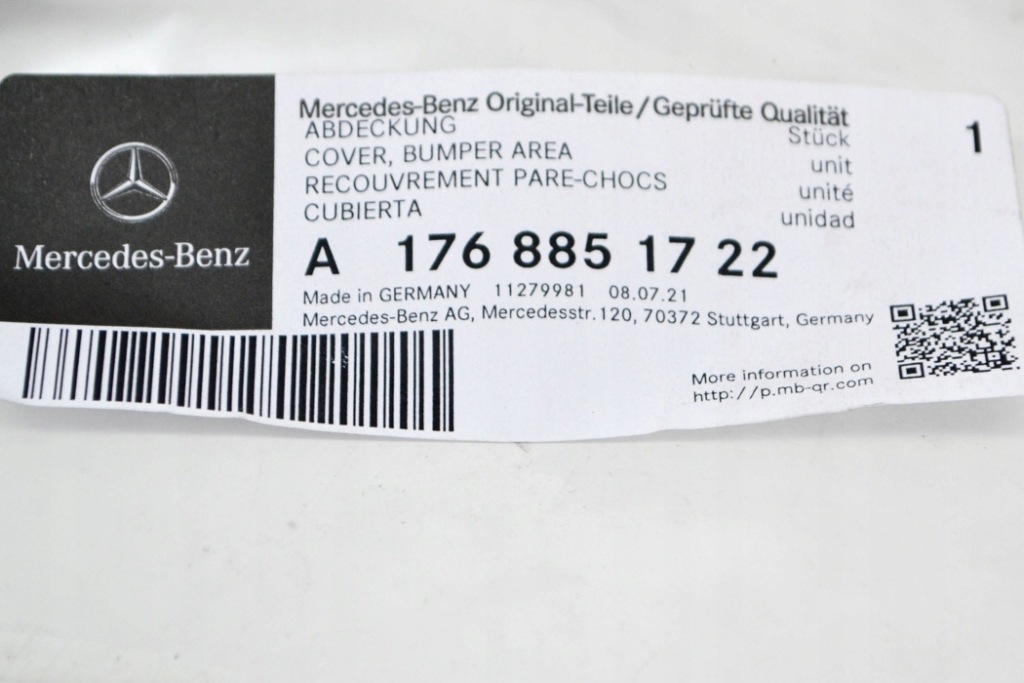 Mercedes-Benz
Mercedes-Benz Original-Teile/Geprüfte Qualität
ABDECKUNG Stück 1
COVER, BUMPER AREA unit
RECOUVREMENT PARE-CHOCS unité
CUBIERTA unidad
A 176 885 17 22
Made in GERMANY 11279981 08.07.21
Mercedes-Benz AG, Mercedesstr.120, 70372 Stuttgart, Germany
More information on
http://p.mb-qr.com